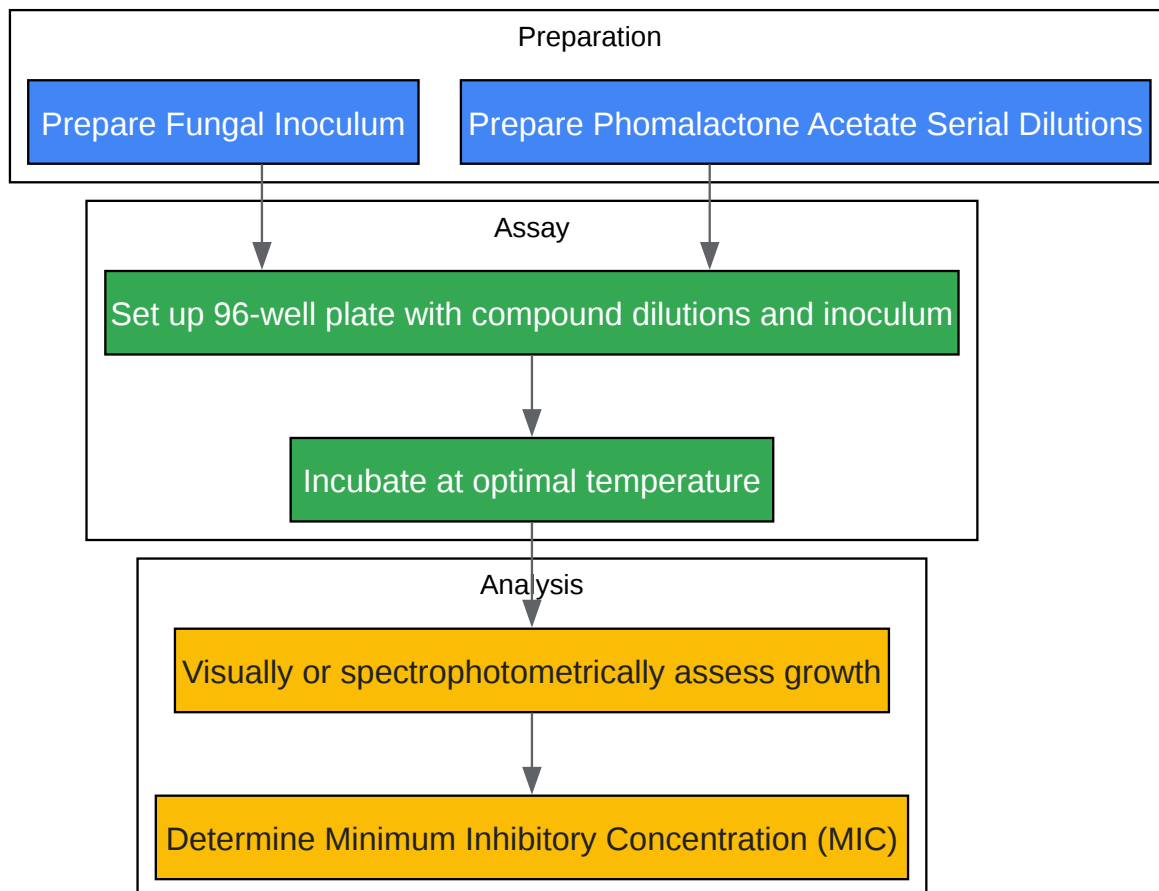 Preparation
Prepare Fungal Inoculum
Prepare Phomalactone Acetate Serial Dilutions
Assay
Set up 96-well plate with compound dilutions and inoculum
Incubate at optimal temperature
Analysis
Visually or spectrophotometrically assess growth
Determine Minimum Inhibitory Concentration (MIC)